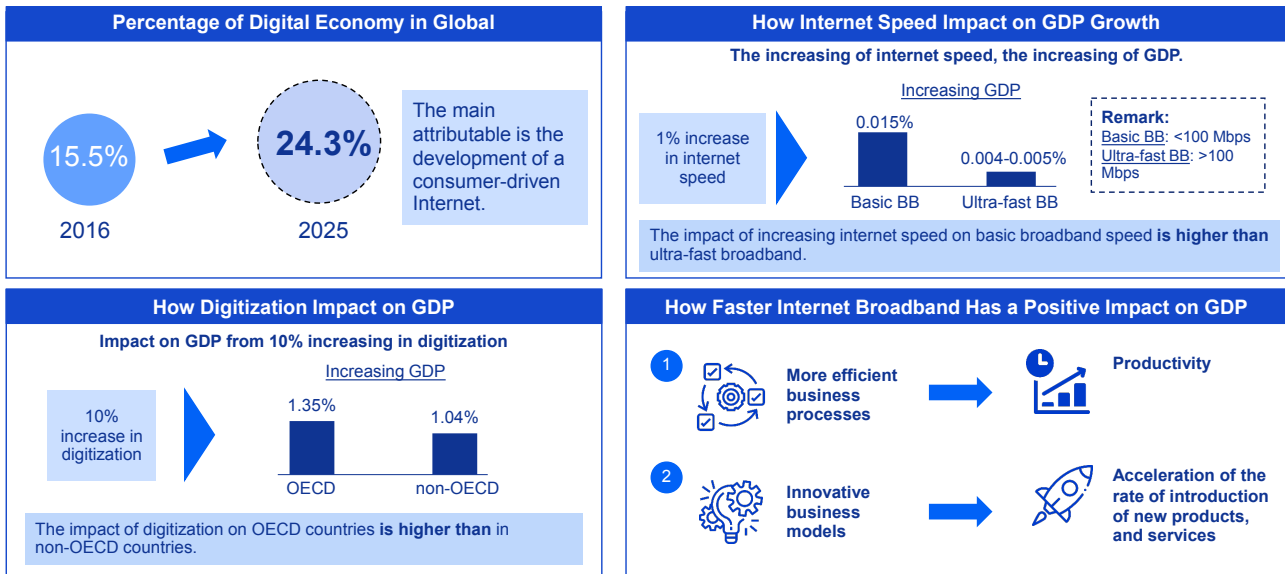 Percentage of Digital Economy in Global
15.5%
2016
24.3%
2025
The main
attributable is the
development of a
consumer-driven
Internet.
How Internet Speed Impact on GDP Growth
The increasing of internet speed, the increasing of GDP.
1% increase
in internet
speed
Increasing GDP
0.015%
0.004-0.005%
Basic BB
Ultra-fast BB
Remark:
Basic BB: <100 Mbps
Ultra-fast BB: >100
Mbps
The impact of increasing internet speed on basic broadband speed is higher than
ultra-fast broadband.
How Digitization Impact on GDP
Impact on GDP from 10% increasing in digitization
10%
increase in
digitization
Increasing GDP
1.35%
1.04%
OECD
non-OECD
The impact of digitization on OECD countries is higher than in
non-OECD countries.
How Faster Internet Broadband Has a Positive Impact on GDP
1
More efficient
business
processes
Productivity
2
Innovative
business
models
Acceleration of the
rate of introduction
of new products,
and services